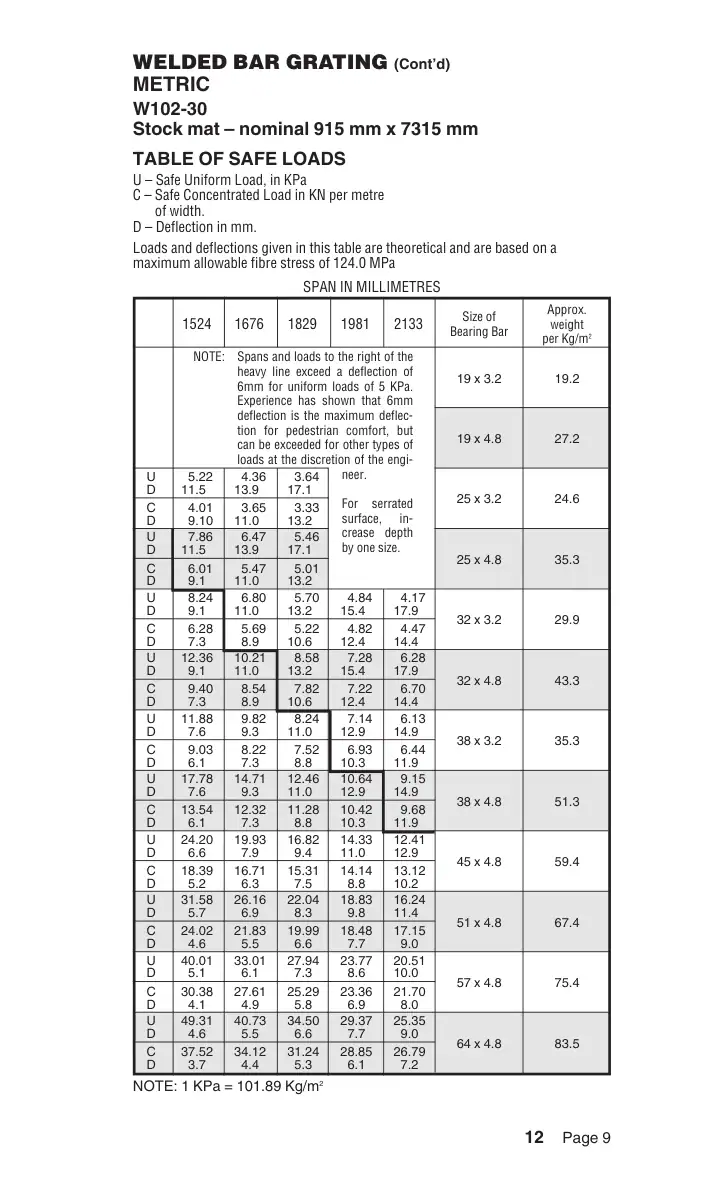 WELDED BAR GRATING (Cont'd)
METRIC
W102-30
Stock mat – nominal 915 mm x 7315 mm
TABLE OF SAFE LOADS
U – Safe Uniform Load, in KPa
C – Safe Concentrated Load in KN per metre
of width.
D – Deflection in mm.
Loads and deflections given in this table are theoretical and are based on a
maximum allowable fibre stress of 124.0 MPa
SPAN IN MILLIMETRES
1524 1676 1829 1981 2133 Size of Bearing Bar Approx. weight per Kg/m²
NOTE: Spans and loads to the right of the
heavy line exceed a deflection of
6mm for uniform loads of 5 KPa.
Experience has shown that 6mm
deflection is the maximum deflec-
tion for pedestrian comfort, but
can be exceeded for other types of
loads at the discretion of the engi-
neer.
For serrated
surface, in-
crease depth
by one size.
19 x 3.2 19.2
19 x 4.8 27.2
U 5.22 4.36 3.64
D 11.5 13.9 17.1
C 4.01 3.65 3.33
D 9.10 11.0 13.2
25 x 3.2 24.6
U 7.86 6.47 5.46
D 11.5 13.9 17.1
C 6.01 5.47 5.01
D 9.1 11.0 13.2
25 x 4.8 35.3
U 8.24 6.80 5.70 4.84 4.17
D 9.1 11.0 13.2 15.4 17.9
C 6.28 5.69 5.22 4.82 4.47
D 7.3 8.9 10.6 12.4 14.4
32 x 3.2 29.9
U 12.36 10.21 8.58 7.28 6.28
D 9.1 11.0 13.2 15.4 17.9
C 9.40 8.54 7.82 7.22 6.70
D 7.3 8.9 10.6 12.4 14.4
32 x 4.8 43.3
U 11.88 9.82 8.24 7.14 6.13
D 7.6 9.3 11.0 12.9 14.9
C 9.03 8.22 7.52 6.93 6.44
D 6.1 7.3 8.8 10.3 11.9
38 x 3.2 35.3
U 17.78 14.71 12.46 10.64 9.15
D 7.6 9.3 11.0 12.9 14.9
C 13.54 12.32 11.28 10.42 9.68
D 6.1 7.3 8.8 10.3 11.9
38 x 4.8 51.3
U 24.20 19.93 16.82 14.33 12.41
D 6.6 7.9 9.4 11.0 12.9
C 18.39 16.71 15.31 14.14 13.12
D 5.2 6.3 7.5 8.8 10.2
45 x 4.8 59.4
U 31.58 26.16 22.04 18.83 16.24
D 5.7 6.9 8.3 9.8 11.4
C 24.02 21.83 19.99 18.48 17.15
D 4.6 5.5 6.6 7.7 9.0
51 x 4.8 67.4
U 40.01 33.01 27.94 23.77 20.51
D 5.1 6.1 7.3 8.6 10.0
C 30.38 27.61 25.29 23.36 21.70
D 4.1 4.9 5.8 6.9 8.0
57 x 4.8 75.4
U 49.31 40.73 34.50 29.37 25.35
D 4.6 5.5 6.6 7.7 9.0
C 37.52 34.12 31.24 28.85 26.79
D 3.7 4.4 5.3 6.1 7.2
64 x 4.8 83.5
NOTE: 1 KPa = 101.89 Kg/m²
12 Page 9